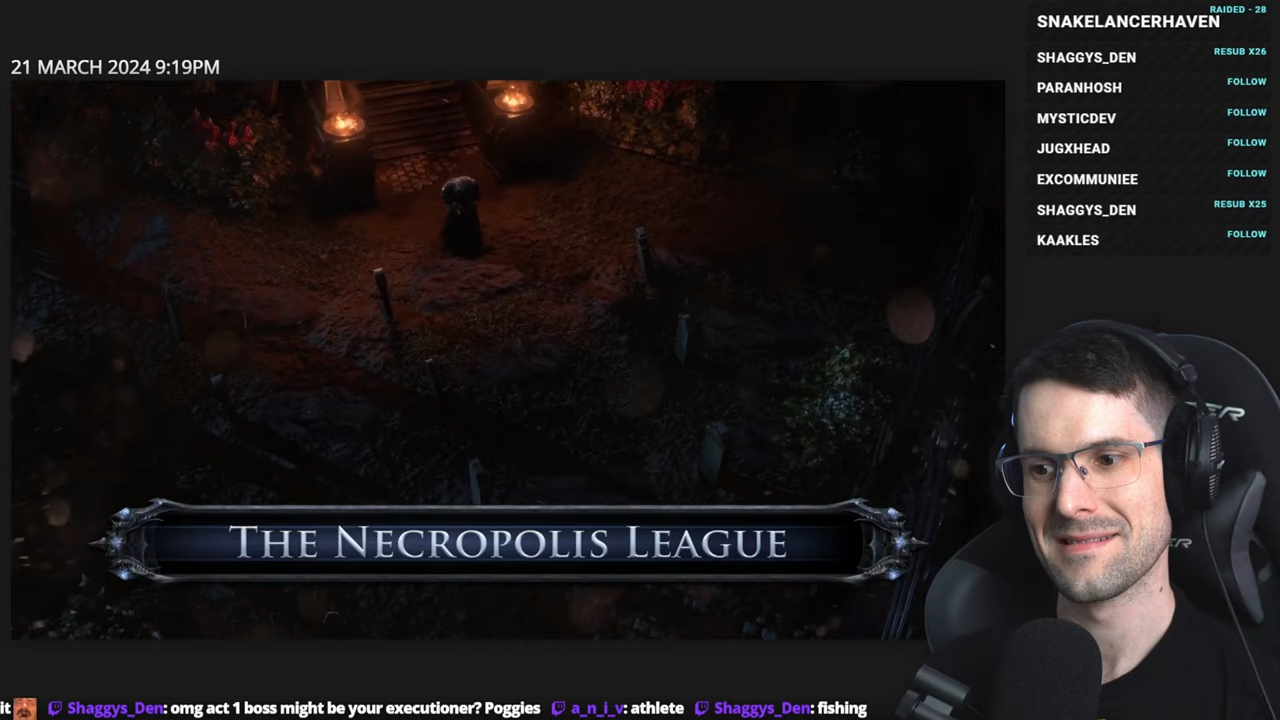 RAIDED - 28
SNAKELANCERHAVEN
SHAGGYS_DEN RESUB X26
PARANHOSH FOLLOW
MYSTICDEV FOLLOW
JUGXHEAD FOLLOW
EXCOMMUNIEE FOLLOW
SHAGGYS_DEN RESUB X25
KAAKLES FOLLOW
21 MARCH 2024 9:19PM
THE NECROPOLIS LEAGUE
it Shaggys_Den: omg act 1 boss might be your executioner? Poggies a_n_i_v: athlete Shaggys_Den: fishing